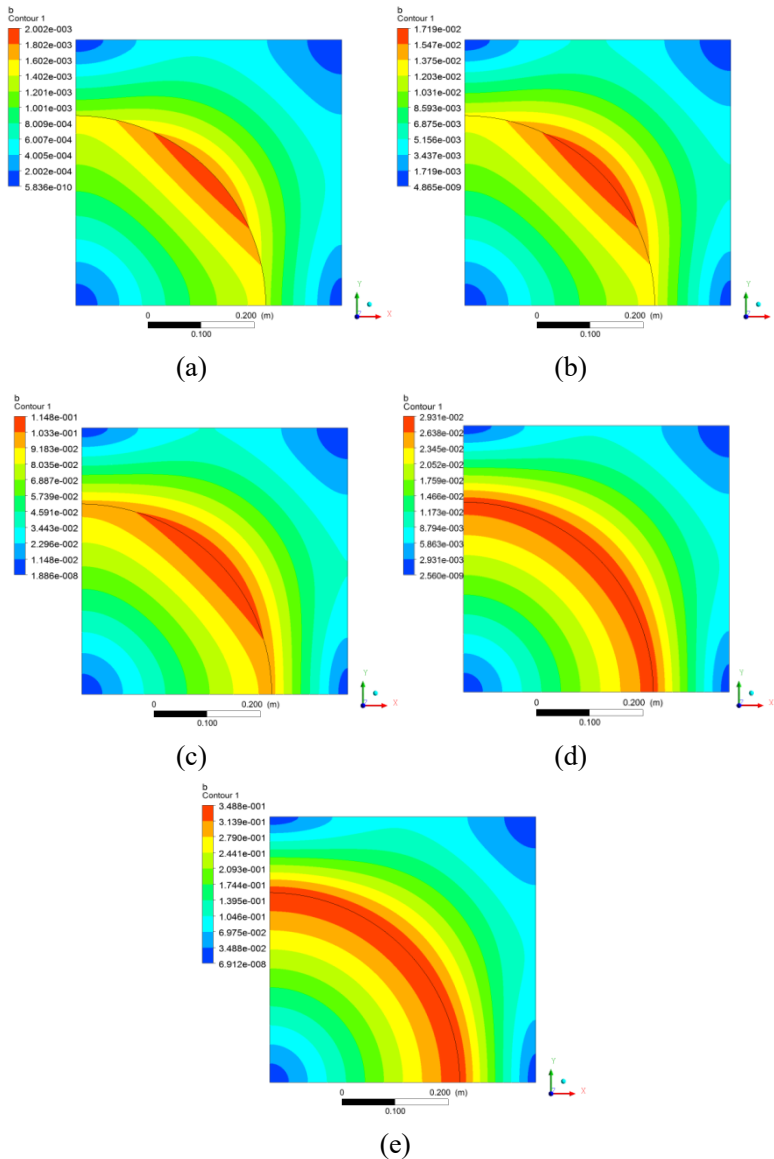 b
Contour 1
2.002e-003
1.802e-003
1.602e-003
1.402e-003
1.201e-003
1.001e-003
8.009e-004
6.007e-004
4.005e-004
2.002e-004
5.836e-010
Y
Z
X
0 0.200 (m)
0.100
(a)
b
Contour 1
1.719e-002
1.547e-002
1.375e-002
1.203e-002
1.031e-002
8.593e-003
6.875e-003
5.156e-003
3.437e-003
1.719e-003
4.865e-009
Y
Z
X
0 0.200 (m)
0.100
(b)
b
Contour 1
1.148e-001
1.033e-001
9.183e-002
8.035e-002
6.887e-002
5.739e-002
4.591e-002
3.443e-002
2.296e-002
1.148e-002
1.886e-008
Y
Z
X
0 0.200 (m)
0.100
(c)
b
Contour 1
2.931e-002
2.638e-002
2.345e-002
2.052e-002
1.759e-002
1.466e-002
1.173e-002
8.794e-003
5.863e-003
2.931e-003
2.560e-009
Y
Z
X
0 0.200 (m)
0.100
(d)
b
Contour 1
3.488e-001
3.139e-001
2.790e-001
2.441e-001
2.093e-001
1.744e-001
1.395e-001
1.046e-001
6.975e-002
3.488e-002
6.912e-008
Y
Z
X
0 0.200 (m)
0.100
(e)